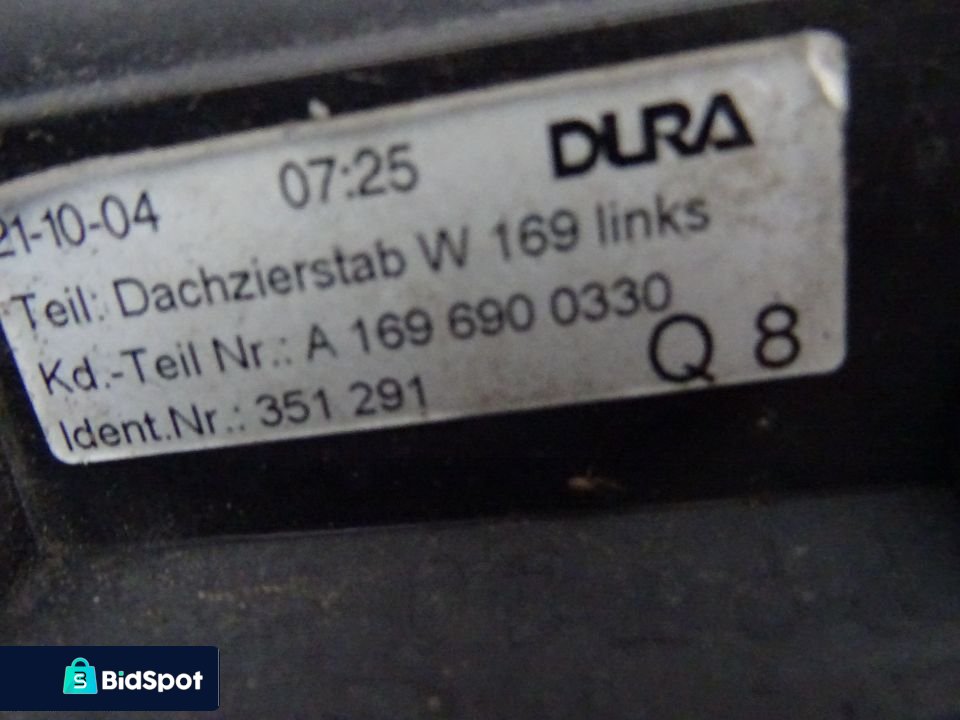 21-10-04 07:25 DURA
Teil: Dachzierstab W 169 links
Kd.-Teil Nr.: A 169 690 0330
Ident.Nr.: 351 291 Q 8
BidSpot